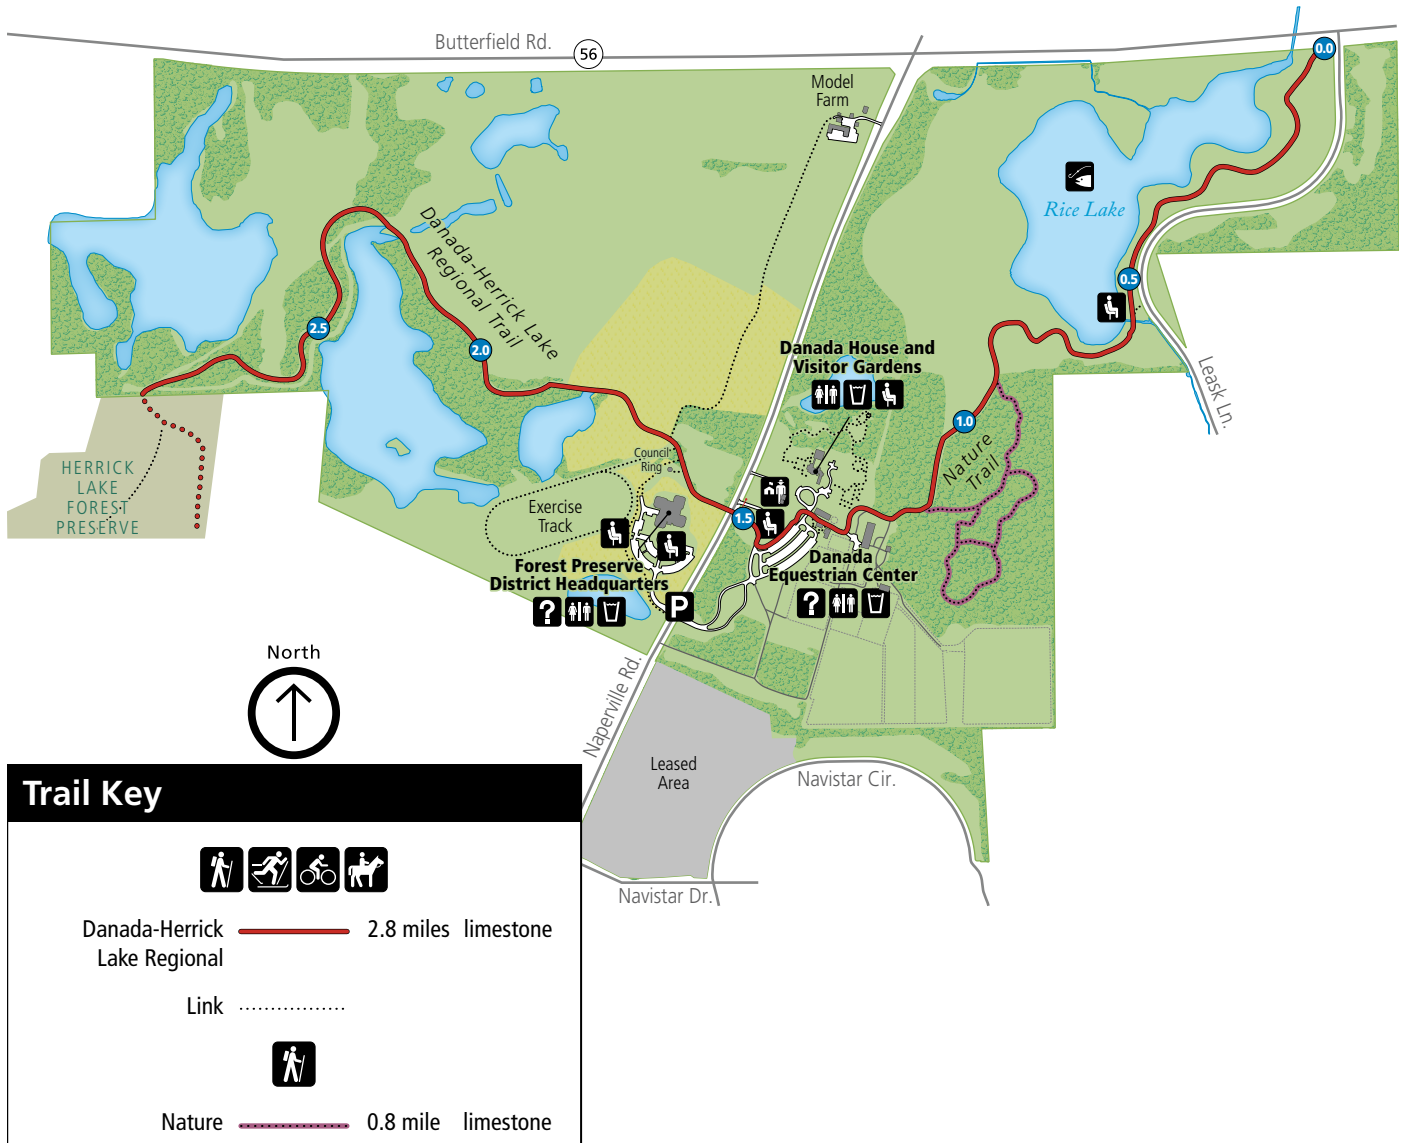 Butterfield Rd.
56
0.0
Model
Farm
Rice Lake
0.5
Danada-Herrick Lake
Regional Trail
2.5
2.0
Danada House and
Visitor Gardens
Leask Ln.
1.0
Nature
Trail
Council
Ring
HERRICK
LAKE
FOREST
PRESERVE
Exercise
Track
1.5
Forest Preserve
District Headquarters
?
P
Danada
Equestrian Center
?
North
Naperville Rd.
Leased
Area
Navistar Cir.
Navistar Dr.
Trail Key
Danada-Herrick 2.8 miles limestone
Lake Regional
Link
Nature 0.8 mile limestone